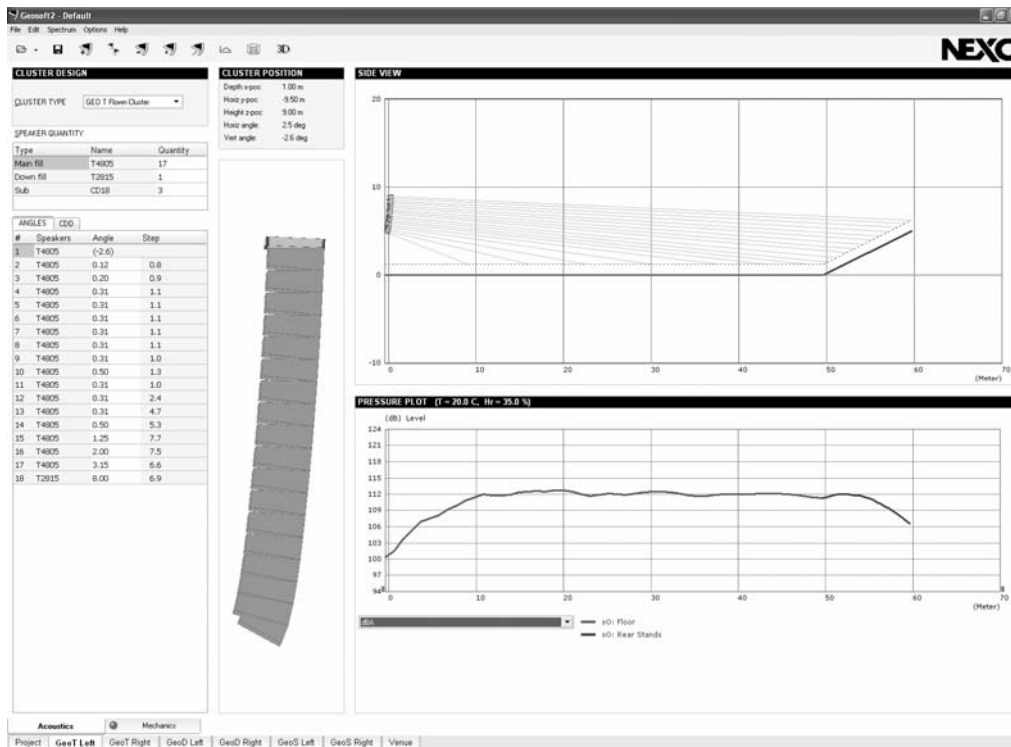 Geosoft2 - Default
File Edit Spectrum Options Help
3D
NEXO
CLUSTER DESIGN
CLUSTER TYPE GEO T Flown Cluster
SPEAKER QUANTITY
Type Name Quantity
Main fill T4805 17
Down fill T2815 1
Sub CD18 3
ANGLES CDD
# Speakers Angle Step
1 T4805 (-2.6)
2 T4805 0.12 0.8
3 T4805 0.20 0.9
4 T4805 0.31 1.1
5 T4805 0.31 1.1
6 T4805 0.31 1.1
7 T4805 0.31 1.1
8 T4805 0.31 1.1
9 T4805 0.31 1.0
10 T4805 0.50 1.3
11 T4805 0.31 1.0
12 T4805 0.31 2.4
13 T4805 0.31 4.7
14 T4805 0.50 5.3
15 T4805 1.25 7.7
16 T4805 2.00 7.5
17 T4805 3.15 6.6
18 T2815 8.00 6.9
CLUSTER POSITION
Depth x-pos: 1.00 m
Horiz y-pos: -9.50 m
Height z-pos: 9.00 m
Horiz angle: 2.5 deg
Vert angle: -2.6 deg
SIDE VIEW
20
10
0
-10
0 10 20 30 40 50 60 70
(Meter)
PRESSURE PLOT (T = 20.0 C, Hr = 35.0 %)
(dB) Level
124
121
118
115
112
109
106
103
100
97
94
0 10 20 30 40 50 60 70
(Meter)
dBA
s0: Floor
s0: Rear Stands
Acoustics Mechanics
Project GeoT Left GeoT Right GeoD Left GeoD Right GeoS Left GeoS Right Venue